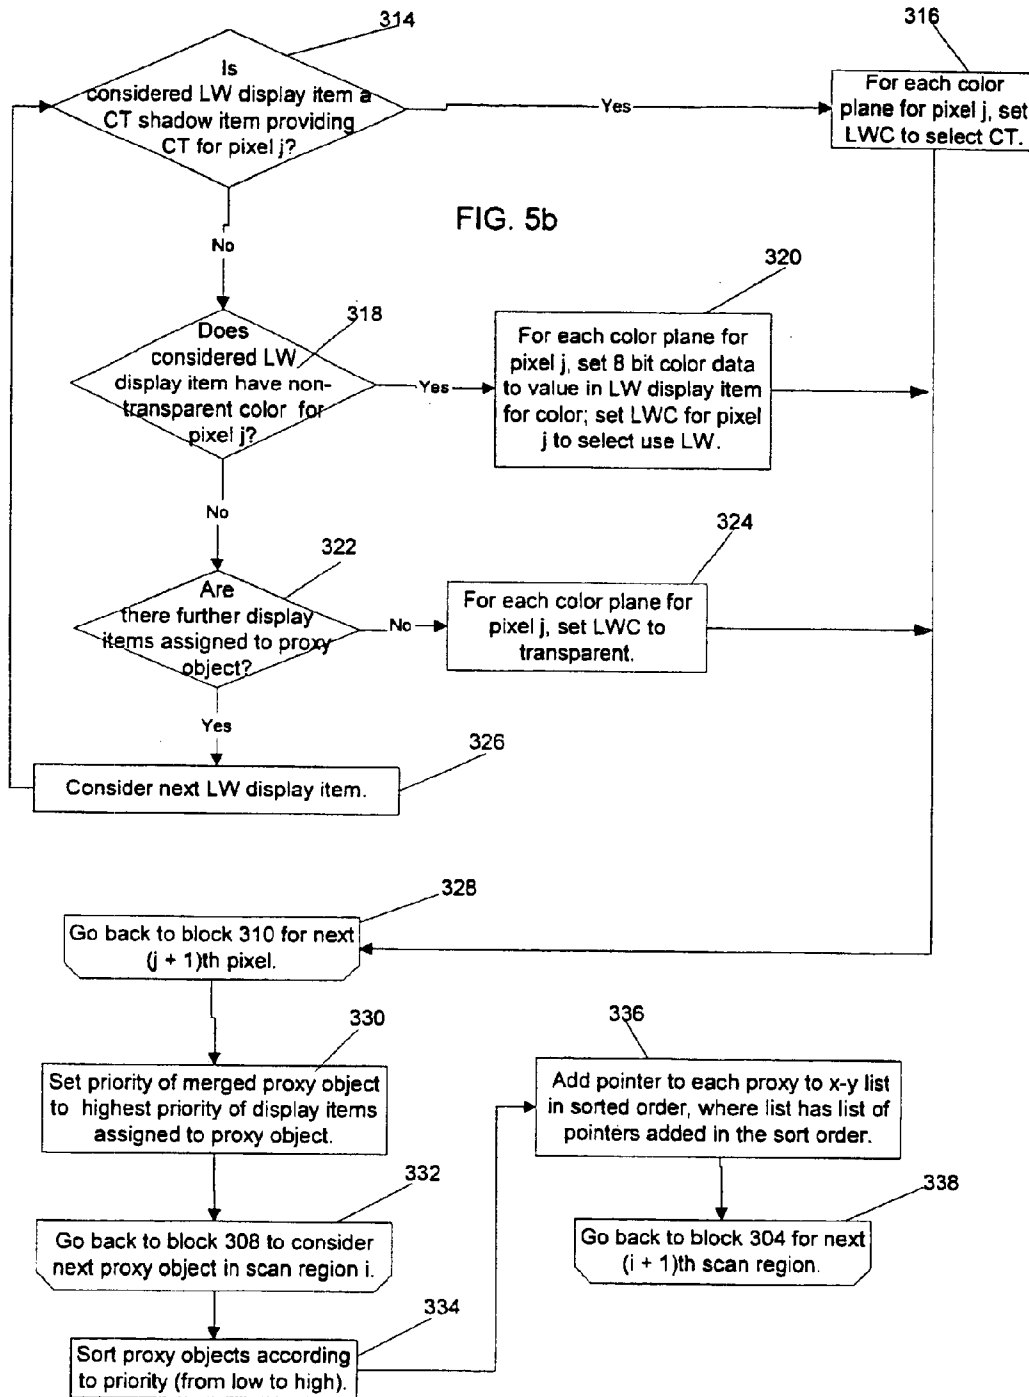 314
Is
considered LW display item a
CT shadow item providing
CT for pixel j?
Yes
316
For each color
plane for pixel j, set
LWC to select CT.
No
FIG. 5b
318
Does
considered LW
display item have non-
transparent color for
pixel j?
Yes
320
For each color plane for
pixel j, set 8 bit color data
to value in LW display item
for color; set LWC for pixel
j to select use LW.
No
322
Are
there further display
items assigned to proxy
object?
No
324
For each color plane for
pixel j, set LWC to
transparent.
Yes
326
Consider next LW display item.
328
Go back to block 310 for next
(j + 1)th pixel.
330
Set priority of merged proxy object
to highest priority of display items
assigned to proxy object.
332
Go back to block 308 to consider
next proxy object in scan region i.
334
Sort proxy objects according
to priority (from low to high).
336
Add pointer to each proxy to x-y list
in sorted order, where list has list of
pointers added in the sort order.
338
Go back to block 304 for next
(i + 1)th scan region.